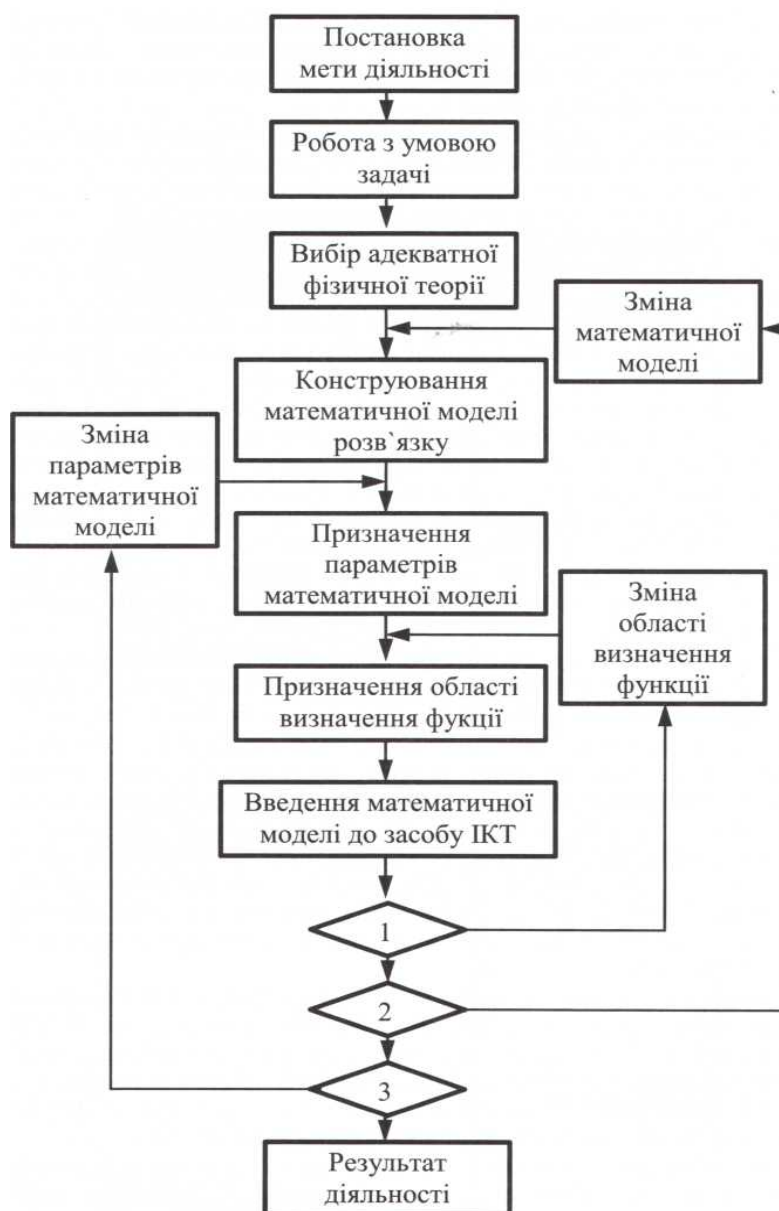 Постановка
мети діяльності
Робота з умовою
задачі
Вибір адекватної
фізичної теорії
Зміна
математичної
моделі
Конструювання
математичної моделі
розв`язку
Зміна
параметрів
математичної
моделі
Призначення
параметрів
математичної моделі
Зміна
області
визначення
функції
Призначення області
визначення фукції
Введення математичної
моделі до засобу ІКТ
1
2
3
Результат
діяльності